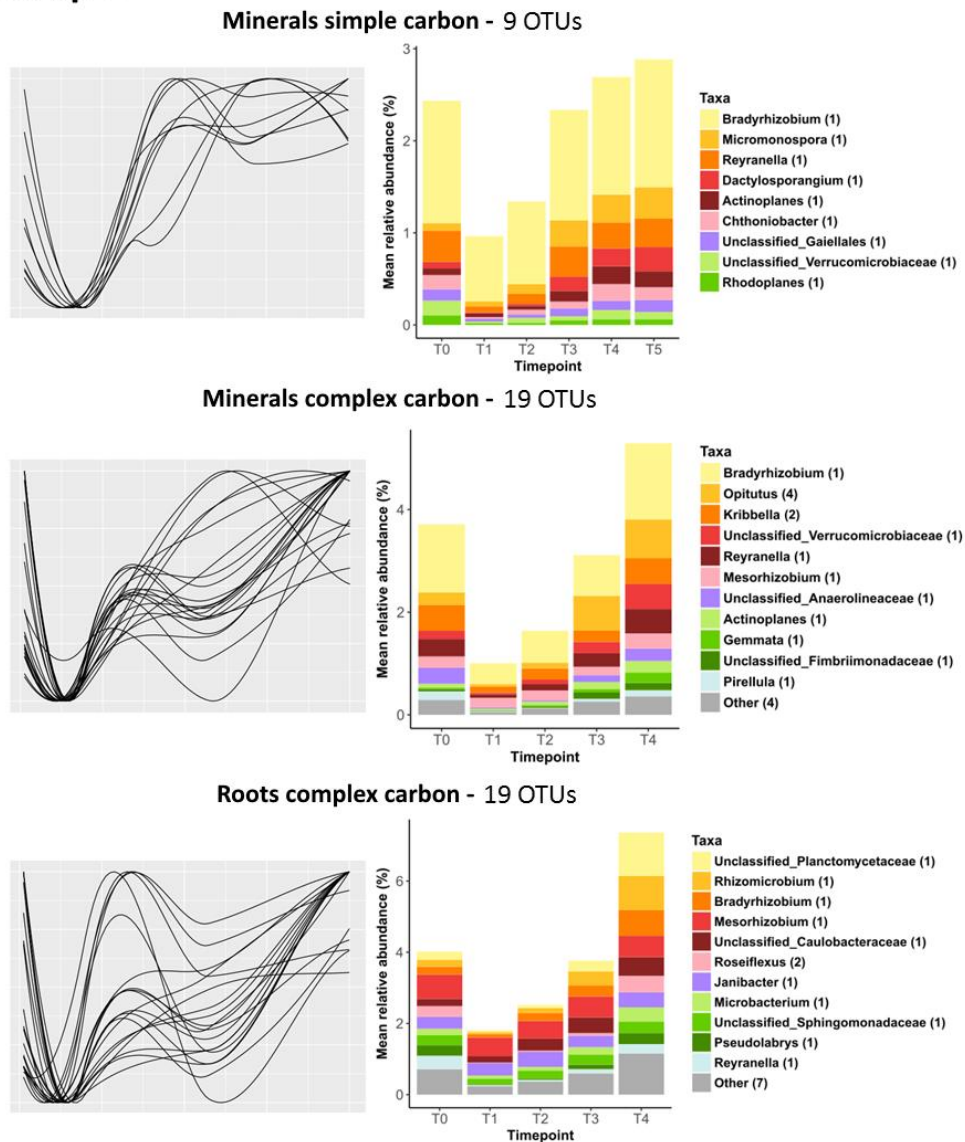 Minerals simple carbon - 9 OTUs
Mean relative abundance (%)
3
2
1
0
T0 T1 T2 T3 T4 T5
Timepoint
Taxa
Bradyrhizobium (1)
Micromonospora (1)
Reyranella (1)
Dactylosporangium (1)
Actinoplanes (1)
Chthoniobacter (1)
Unclassified_Gaiellales (1)
Unclassified_Verrucomicrobiaceae (1)
Rhodoplanes (1)
Minerals complex carbon - 19 OTUs
Mean relative abundance (%)
4
2
0
T0 T1 T2 T3 T4
Timepoint
Taxa
Bradyrhizobium (1)
Opitutus (4)
Kribbella (2)
Unclassified_Verrucomicrobiaceae (1)
Reyranella (1)
Mesorhizobium (1)
Unclassified_Anaerolineaceae (1)
Actinoplanes (1)
Gemmata (1)
Unclassified_Fimbriimonadaceae (1)
Pirellula (1)
Other (4)
Roots complex carbon - 19 OTUs
Mean relative abundance (%)
6
4
2
0
T0 T1 T2 T3 T4
Timepoint
Taxa
Unclassified_Planctomycetaceae (1)
Rhizomicrobium (1)
Bradyrhizobium (1)
Mesorhizobium (1)
Unclassified_Caulobacteraceae (1)
Roseiflexus (2)
Janibacter (1)
Microbacterium (1)
Unclassified_Sphingomonadaceae (1)
Pseudolabrys (1)
Reyranella (1)
Other (7)